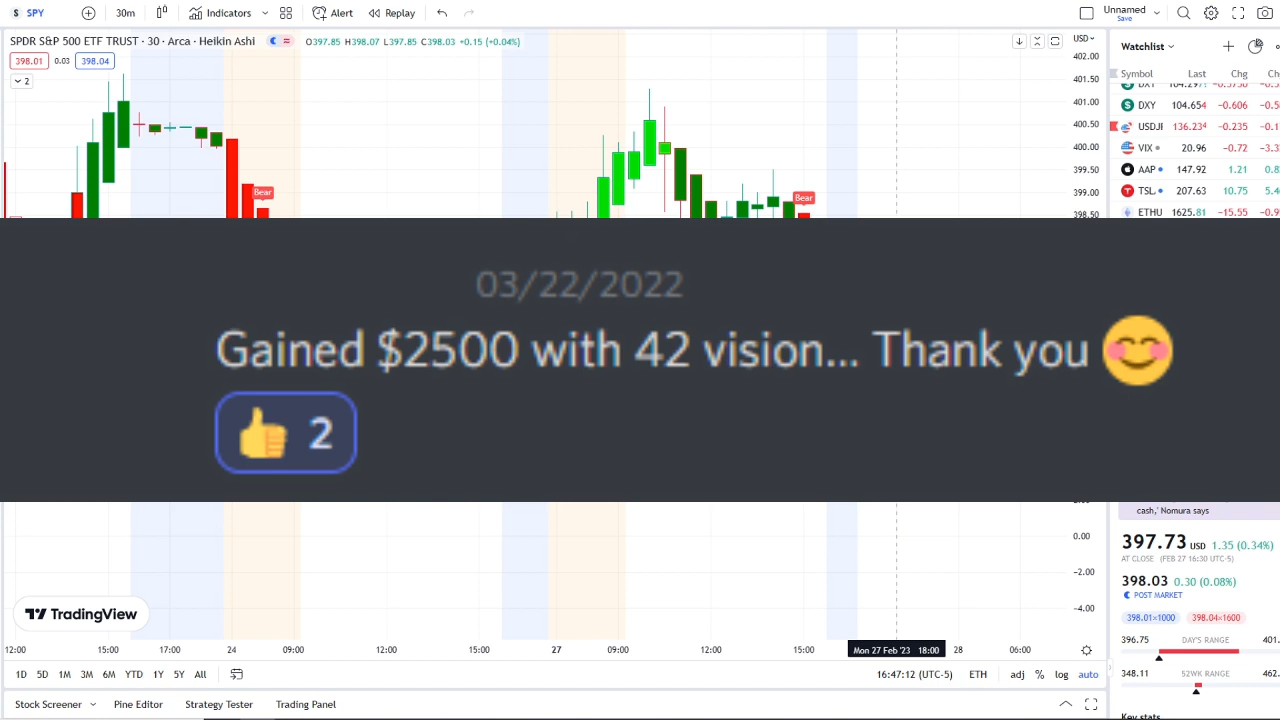 SPY 30m Indicators Alert Replay Unnamed Save
SPDR S&P 500 ETF TRUST · 30 · Arca · Heikin Ashi O397.85 H398.07 L397.85 C398.03 +0.15 (+0.04%)
398.01 0.03 398.04
2
Bear
Bear
USD
402.00
401.50
401.00
400.50
400.00
399.50
399.00
398.50
Watchlist
Symbol Last Chg
DXY 104.654 -0.606
USDJ 136.234 -0.235
VIX 20.96 -0.72
AAP 147.92 1.21
TSL 207.63 10.75
ETHU 1625.81 -15.55
03/22/2022
Gained $2500 with 42 vision... Thank you 😊
👍 2
cash,' Nomura says
397.73 USD 1.35 (0.34%)
AT CLOSE (FEB 27 16:30 UTC-5)
398.03 0.30 (0.08%)
POST MARKET
398.01×1000 398.04×1600
396.75 DAY'S RANGE 401.
348.11 52WK RANGE 462.
Key stats
0.00
-2.00
-4.00
TradingView
12:00 15:00 17:00 24 09:00 12:00 15:00 27 09:00 12:00 15:00 Mon 27 Feb '23 18:00 28 06:00
1D 5D 1M 3M 6M YTD 1Y 5Y All 16:47:12 (UTC-5) ETH adj % log auto
Stock Screener Pine Editor Strategy Tester Trading Panel